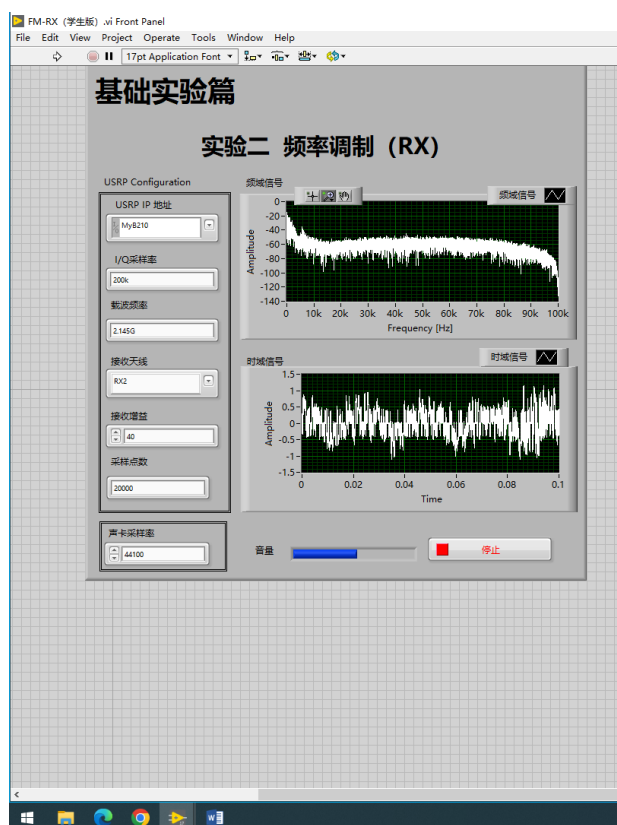 FM-RX（学生版）.vi Front Panel
File Edit View Project Operate Tools Window Help
17pt Application Font
基础实验篇
实验二 频率调制（RX）
USRP Configuration
USRP IP 地址
MyB210
I/Q采样率
200k
载波频率
2.145G
接收天线
RX2
接收增益
40
采样点数
20000
声卡采样率
44100
频域信号
频域信号
Amplitude
0
-20
-40
-60
-80
-100
-120
-140
0 10k 20k 30k 40k 50k 60k 70k 80k 90k 100k
Frequency [Hz]
时域信号
时域信号
Amplitude
1.5
1
0.5
0
-0.5
-1
-1.5
0 0.02 0.04 0.06 0.08 0.1
Time
音量
停止